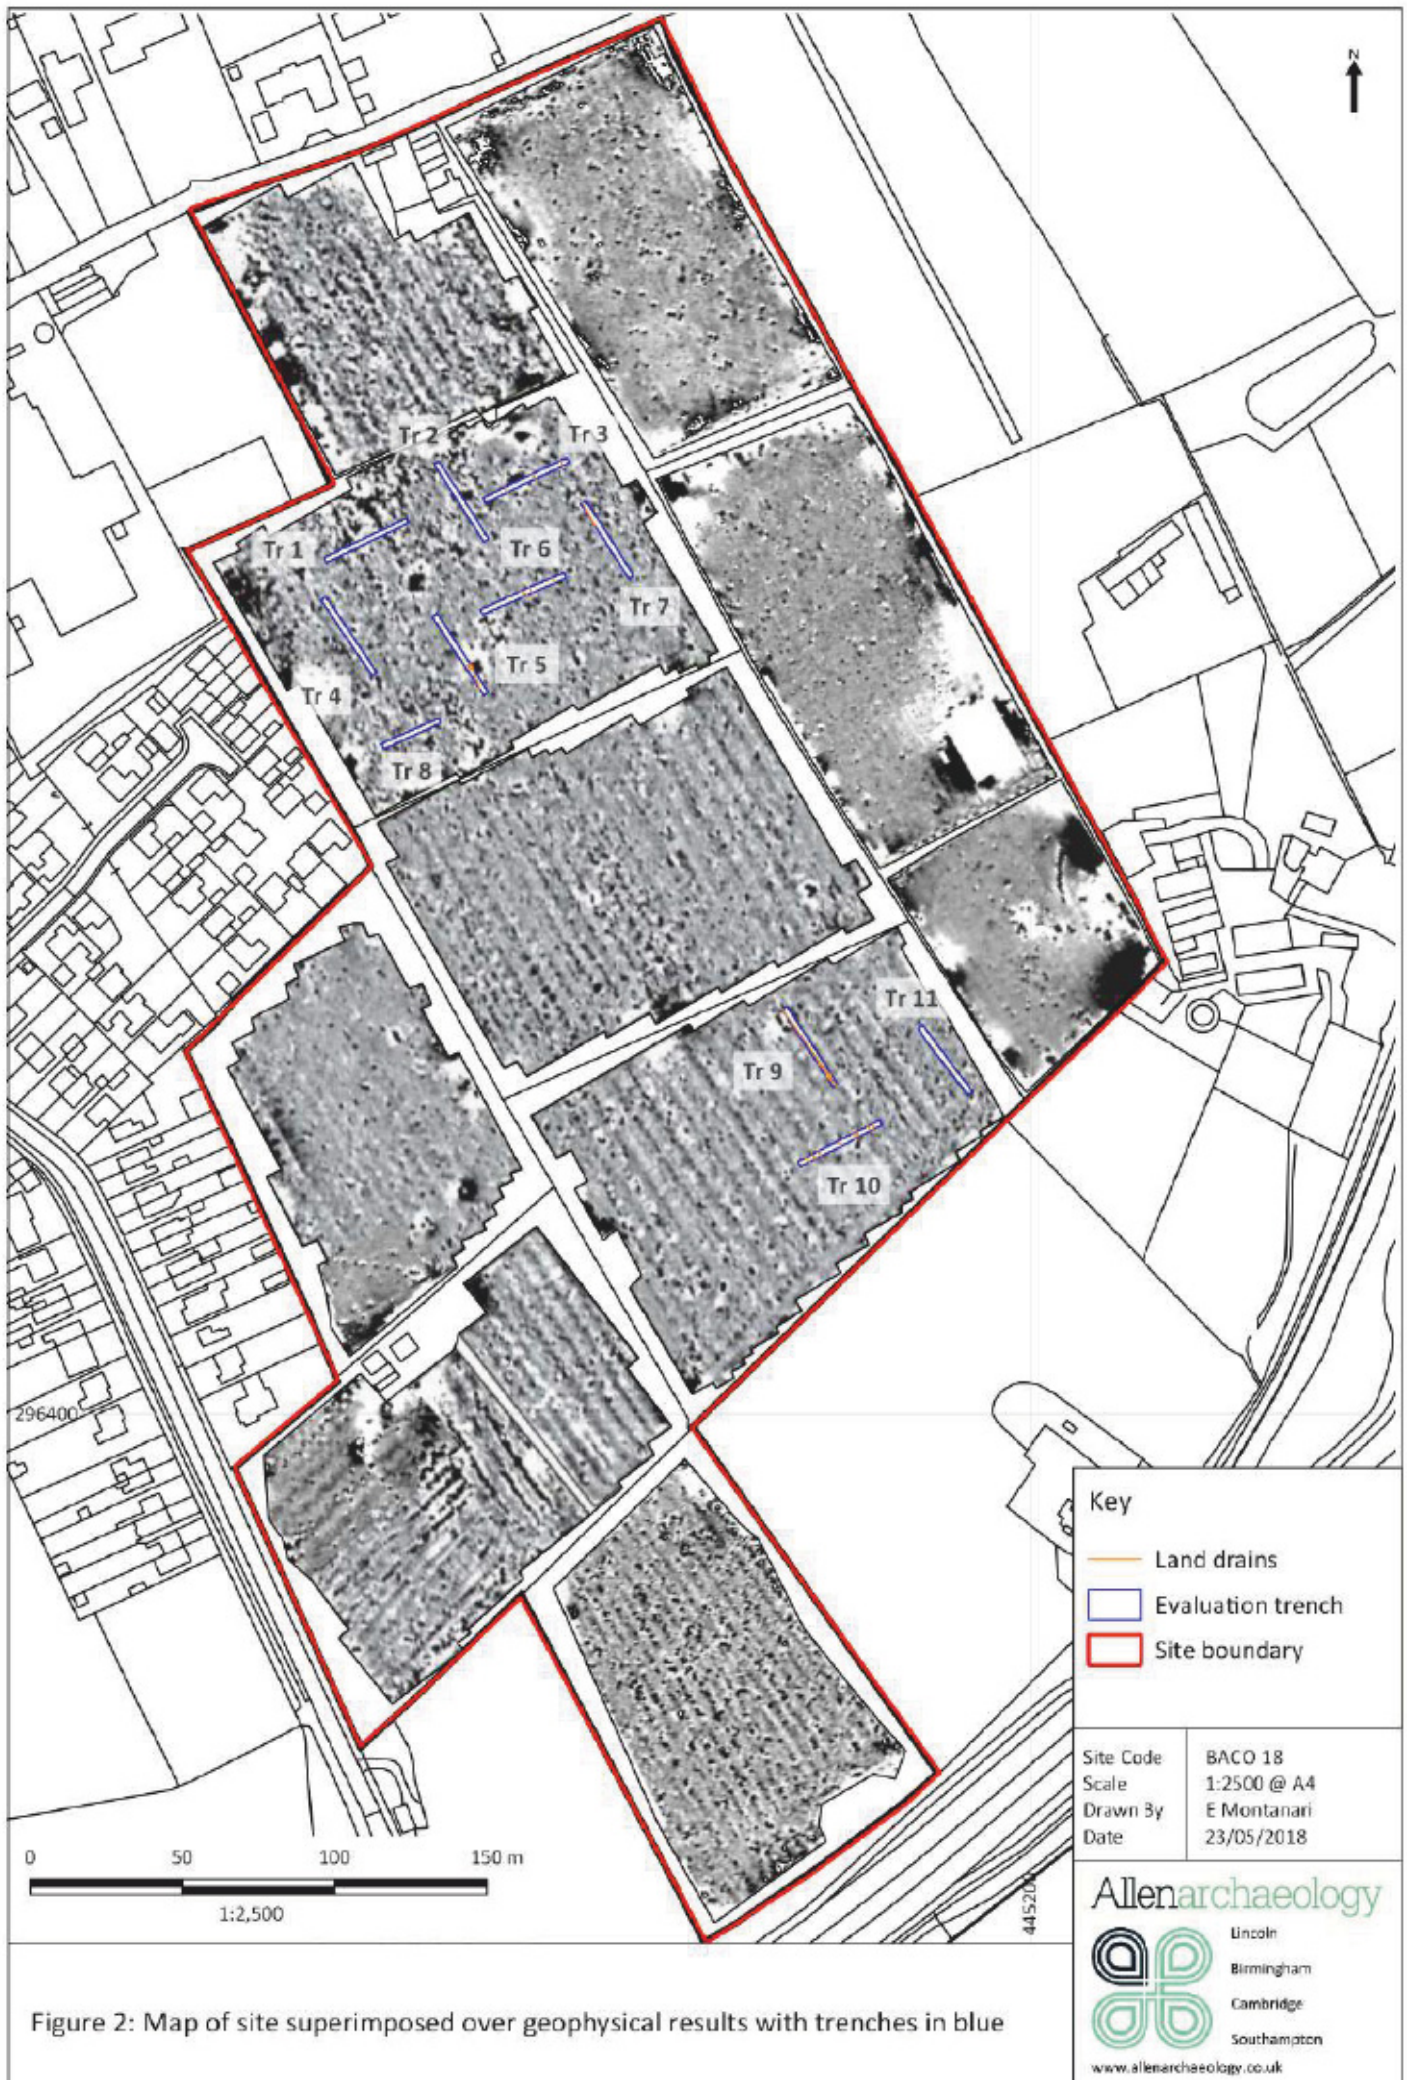 N
Tr 2
Tr 3
Tr 1
Tr 6
Tr 7
Tr 5
Tr 4
Tr 8
Tr 11
Tr 9
Tr 10
296400
445200
Key
Land drains
Evaluation trench
Site boundary
Site Code BACO 18
Scale 1:2500 @ A4
Drawn By E Montanari
Date 23/05/2018
0 50 100 150 m
1:2,500
Allenarchaeology
Lincoln
Birmingham
Cambridge
Southampton
www.allenarchaeology.co.uk
Figure 2: Map of site superimposed over geophysical results with trenches in blue